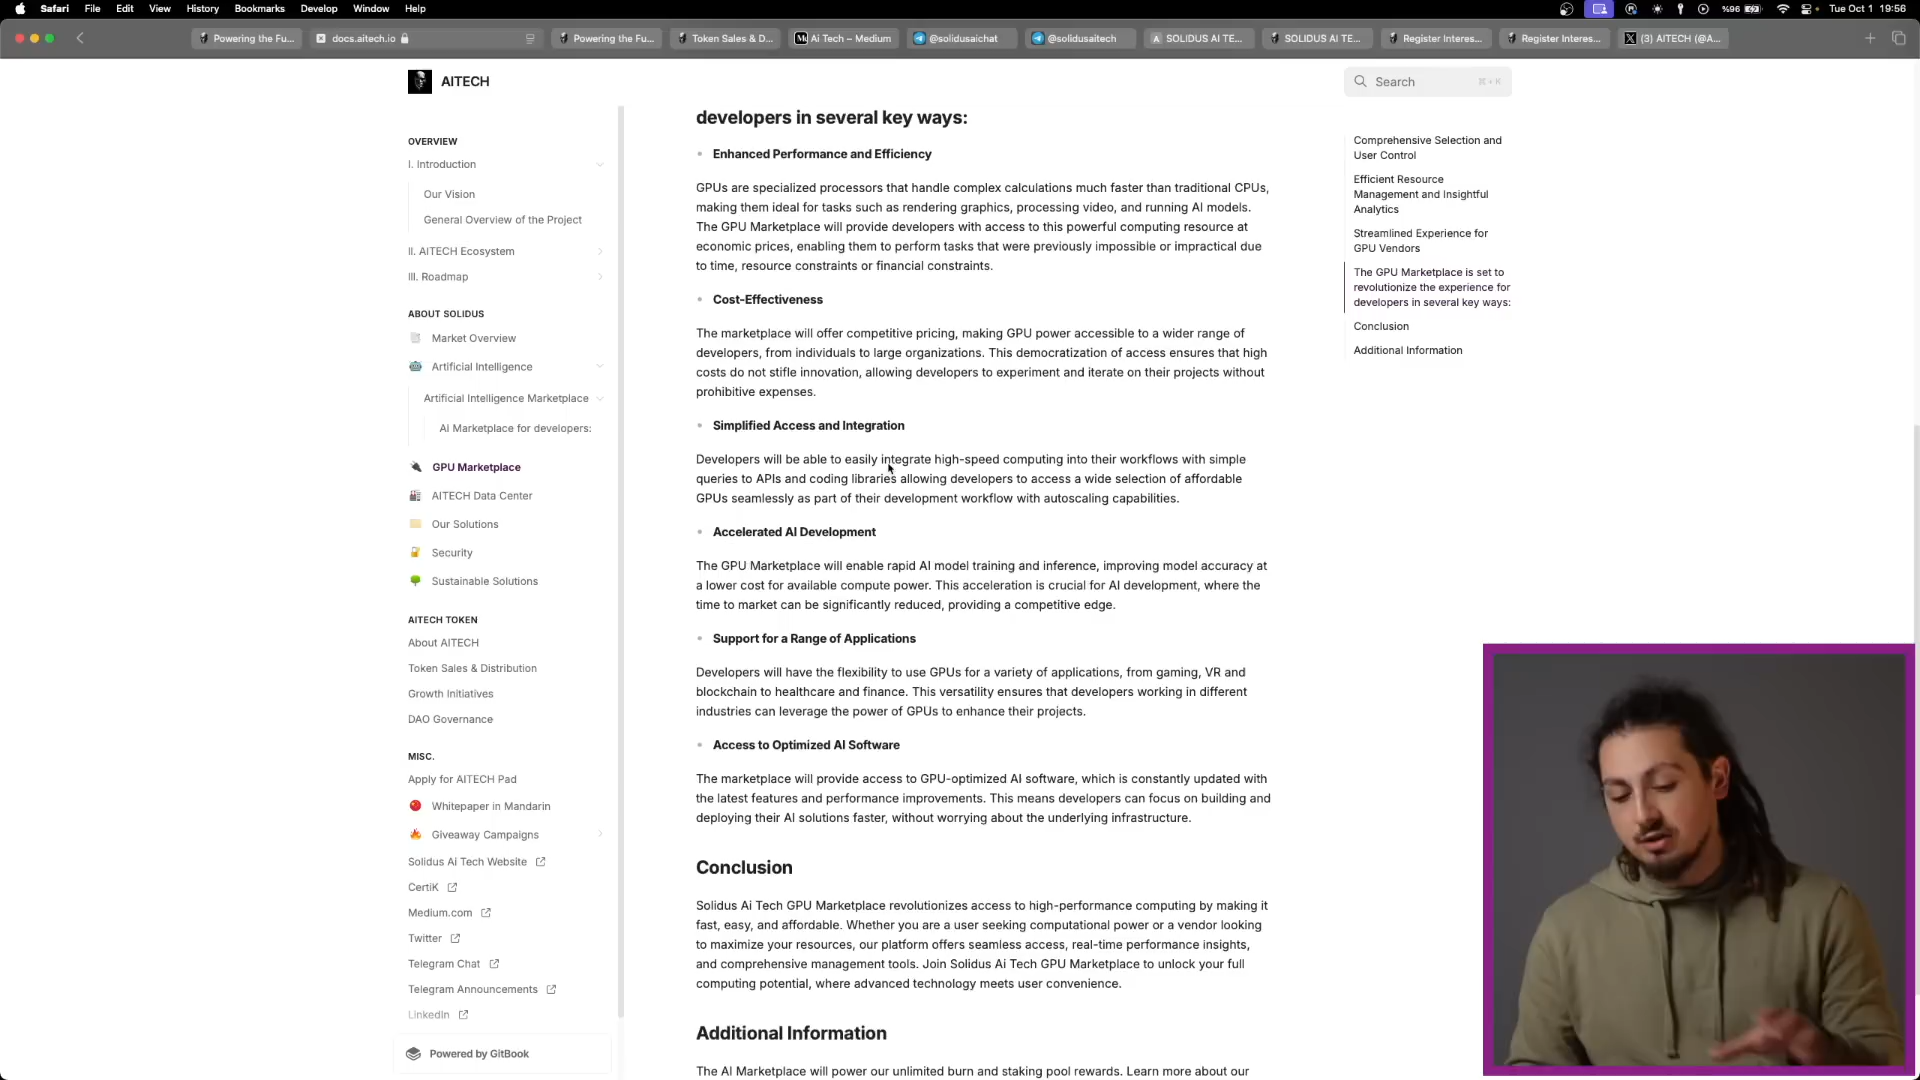 Safari File Edit View History Bookmarks Develop Window Help
%96 Tue Oct 1 19:56
Powering the Fu... docs.aitech.io Powering the Fu... Token Sales & D... Ai Tech – Medium @solidusaichat @solidusaitech SOLIDUS AI TE... SOLIDUS AI TE... Register Interes... Register Interes... (3) AITECH (@A...
AITECH
Search
⌘ + K
OVERVIEW
I. Introduction
Our Vision
General Overview of the Project
II. AITECH Ecosystem
III. Roadmap
ABOUT SOLIDUS
Market Overview
Artificial Intelligence
Artificial Intelligence Marketplace
Ai Marketplace for developers:
GPU Marketplace
AITECH Data Center
Our Solutions
Security
Sustainable Solutions
AITECH TOKEN
About AITECH
Token Sales & Distribution
Growth Initiatives
DAO Governance
MISC.
Apply for AITECH Pad
Whitepaper in Mandarin
Giveaway Campaigns
Solidus Ai Tech Website
CertiK
Medium.com
Twitter
Telegram Chat
Telegram Announcements
LinkedIn
Powered by GitBook
developers in several key ways:
• Enhanced Performance and Efficiency
GPUs are specialized processors that handle complex calculations much faster than traditional CPUs,
making them ideal for tasks such as rendering graphics, processing video, and running AI models.
The GPU Marketplace will provide developers with access to this powerful computing resource at
economic prices, enabling them to perform tasks that were previously impossible or impractical due
to time, resource constraints or financial constraints.
• Cost-Effectiveness
The marketplace will offer competitive pricing, making GPU power accessible to a wider range of
developers, from individuals to large organizations. This democratization of access ensures that high
costs do not stifle innovation, allowing developers to experiment and iterate on their projects without
prohibitive expenses.
• Simplified Access and Integration
Developers will be able to easily integrate high-speed computing into their workflows with simple
queries to APIs and coding libraries allowing developers to access a wide selection of affordable
GPUs seamlessly as part of their development workflow with autoscaling capabilities.
• Accelerated AI Development
The GPU Marketplace will enable rapid AI model training and inference, improving model accuracy at
a lower cost for available compute power. This acceleration is crucial for AI development, where the
time to market can be significantly reduced, providing a competitive edge.
• Support for a Range of Applications
Developers will have the flexibility to use GPUs for a variety of applications, from gaming, VR and
blockchain to healthcare and finance. This versatility ensures that developers working in different
industries can leverage the power of GPUs to enhance their projects.
• Access to Optimized AI Software
The marketplace will provide access to GPU-optimized AI software, which is constantly updated with
the latest features and performance improvements. This means developers can focus on building and
deploying their AI solutions faster, without worrying about the underlying infrastructure.
Conclusion
Solidus Ai Tech GPU Marketplace revolutionizes access to high-performance computing by making it
fast, easy, and affordable. Whether you are a user seeking computational power or a vendor looking
to maximize your resources, our platform offers seamless access, real-time performance insights,
and comprehensive management tools. Join Solidus Ai Tech GPU Marketplace to unlock your full
computing potential, where advanced technology meets user convenience.
Additional Information
The AI Marketplace will power our unlimited burn and staking pool rewards. Learn more about our
Comprehensive Selection and
User Control
Efficient Resource
Management and Insightful
Analytics
Streamlined Experience for
GPU Vendors
The GPU Marketplace is set to
revolutionize the experience for
developers in several key ways:
Conclusion
Additional Information